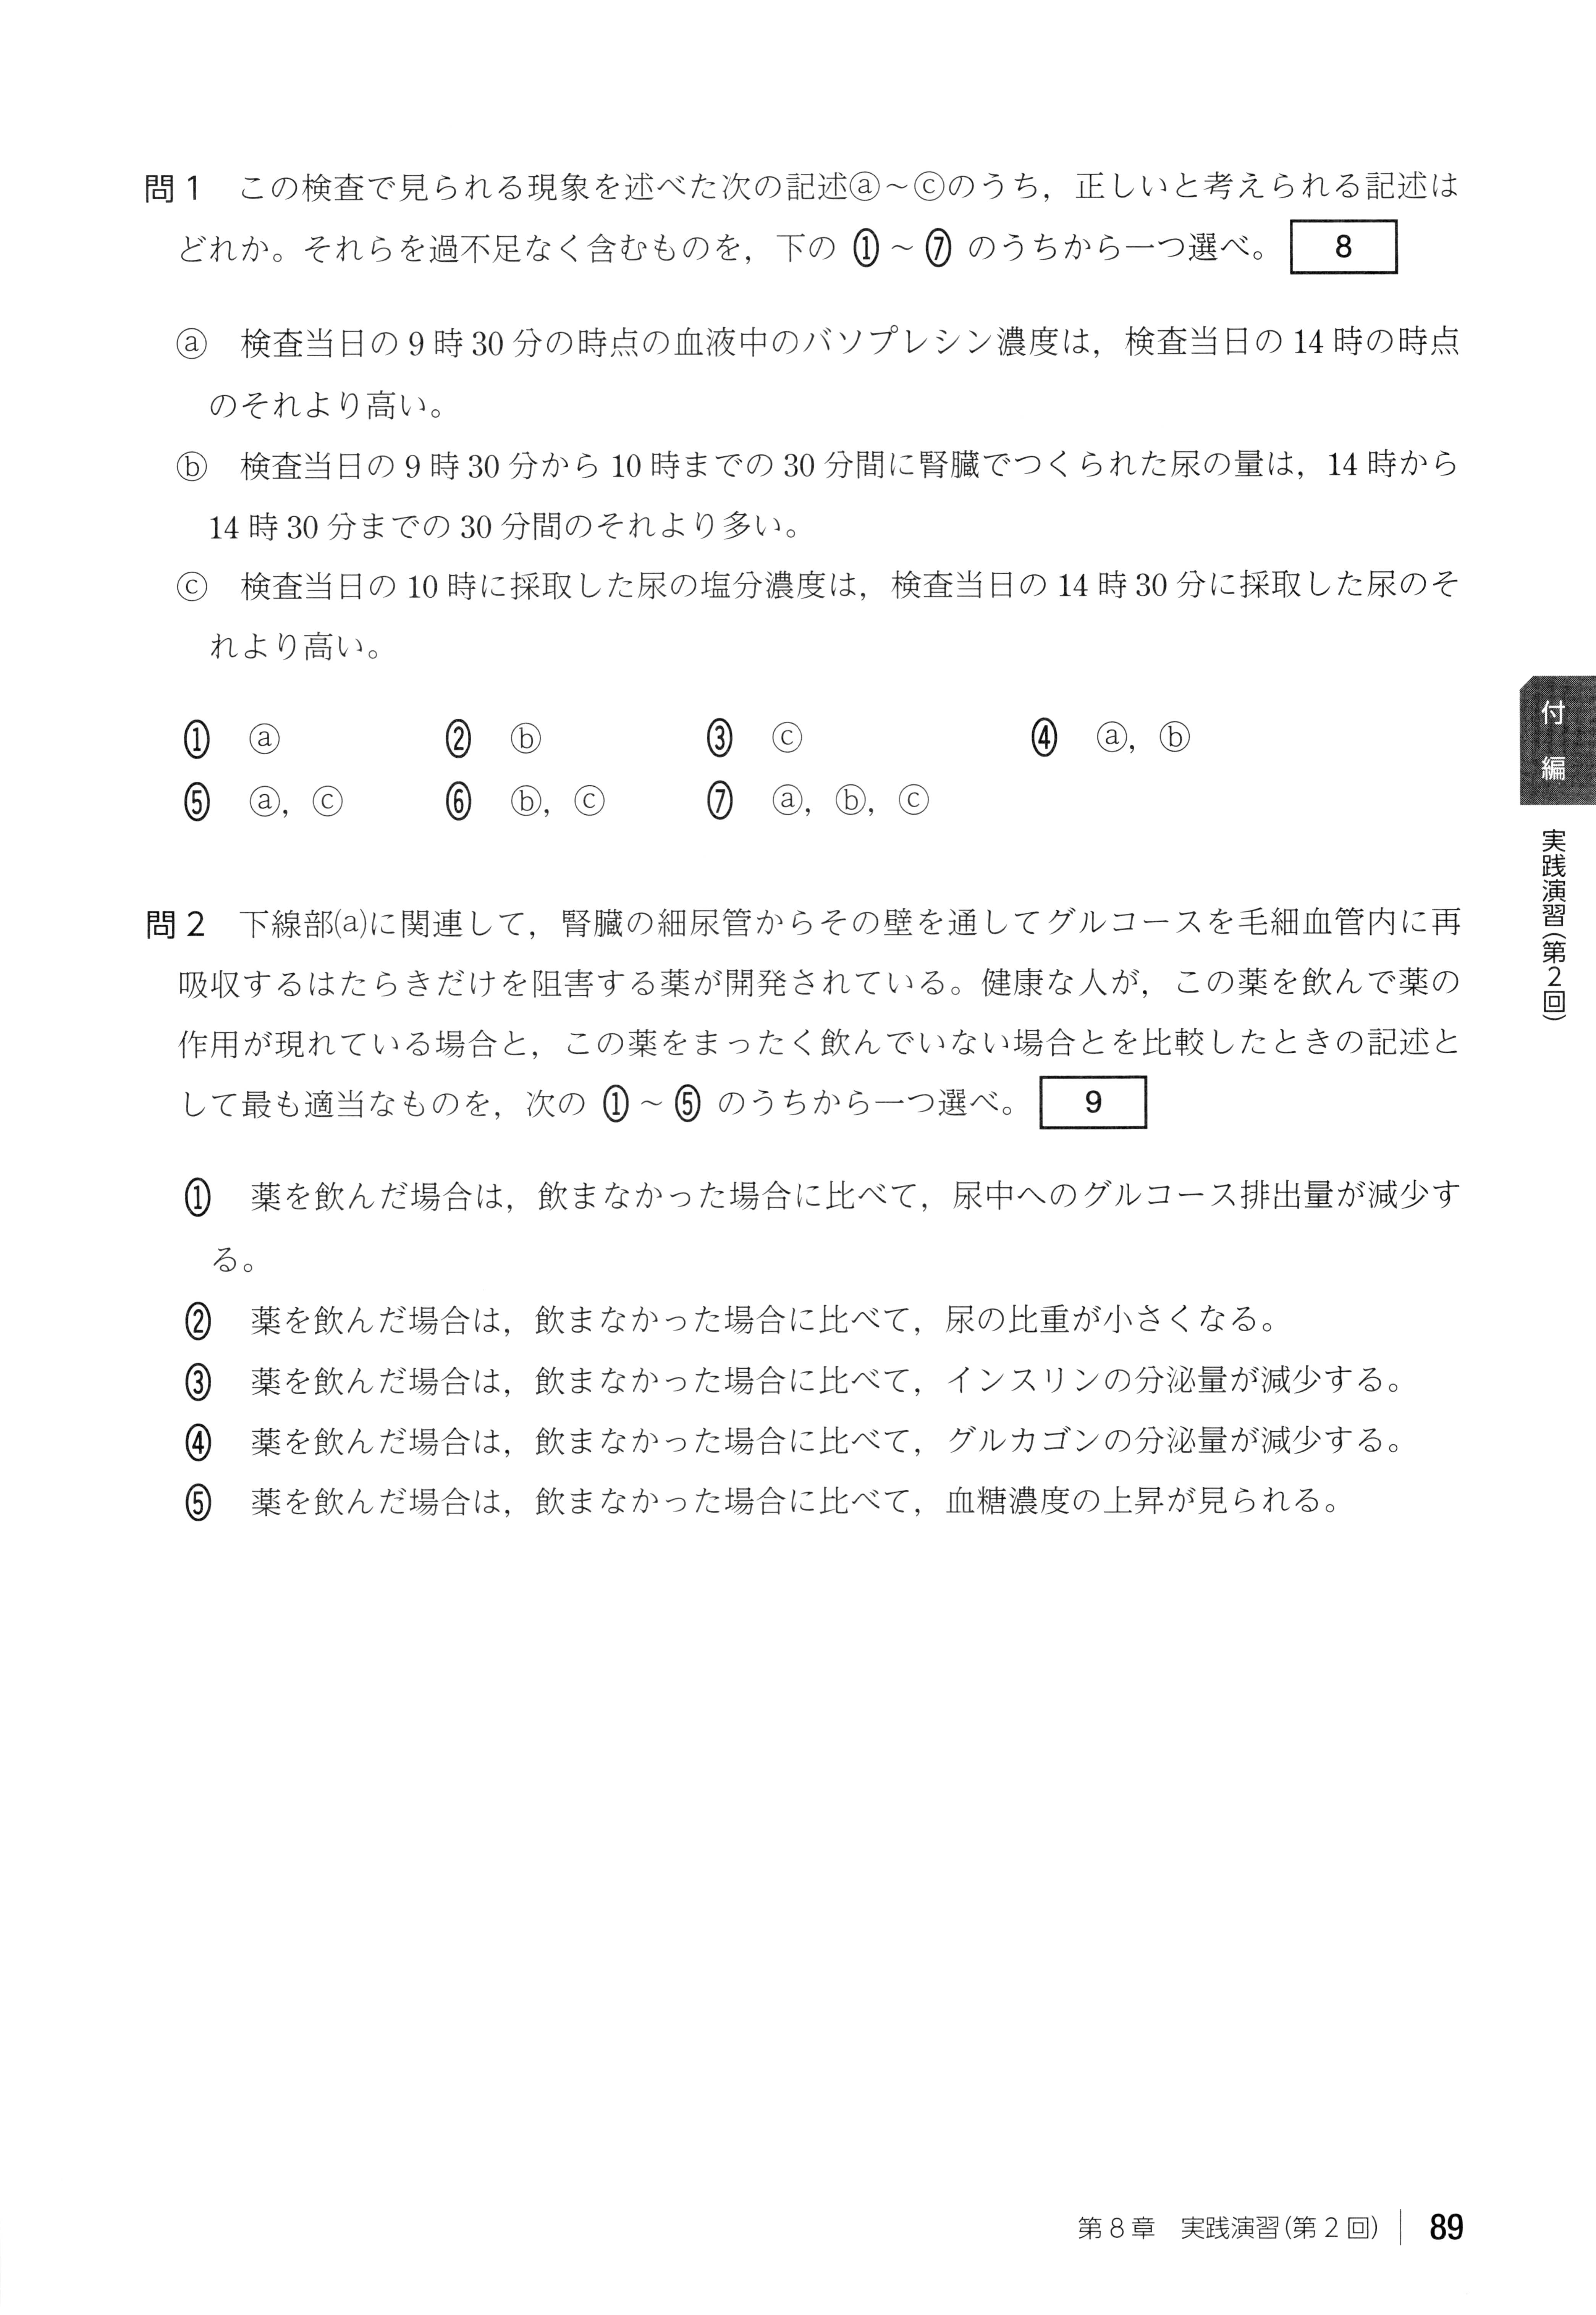 問1　この検査で見られる現象を述べた次の記述ⓐ～ⓒのうち，正しいと考えられる記述は
どれか。それらを過不足なく含むものを，下の ① ～ ⑦ のうちから一つ選べ。 8
ⓐ　検査当日の9時30分の時点の血液中のバソプレシン濃度は，検査当日の14時の時点
のそれより高い。
ⓑ　検査当日の9時30分から10時までの30分間に腎臓でつくられた尿の量は，14時から
14時30分までの30分間のそれより多い。
ⓒ　検査当日の10時に採取した尿の塩分濃度は，検査当日の14時30分に採取した尿のそ
れより高い。
①　ⓐ　②　ⓑ　③　ⓒ　④　ⓐ，ⓑ
⑤　ⓐ，ⓒ　⑥　ⓑ，ⓒ　⑦　ⓐ，ⓑ，ⓒ
問2　下線部(a)に関連して，腎臓の細尿管からその壁を通してグルコースを毛細血管内に再
吸収するはたらきだけを阻害する薬が開発されている。健康な人が，この薬を飲んで薬の
作用が現れている場合と，この薬をまったく飲んでいない場合とを比較したときの記述と
して最も適当なものを，次の ① ～ ⑤ のうちから一つ選べ。 9
①　薬を飲んだ場合は，飲まなかった場合に比べて，尿中へのグルコース排出量が減少す
る。
②　薬を飲んだ場合は，飲まなかった場合に比べて，尿の比重が小さくなる。
③　薬を飲んだ場合は，飲まなかった場合に比べて，インスリンの分泌量が減少する。
④　薬を飲んだ場合は，飲まなかった場合に比べて，グルカゴンの分泌量が減少する。
⑤　薬を飲んだ場合は，飲まなかった場合に比べて，血糖濃度の上昇が見られる。
付編
実践演習(第2回)
第8章　実践演習(第2回)　89